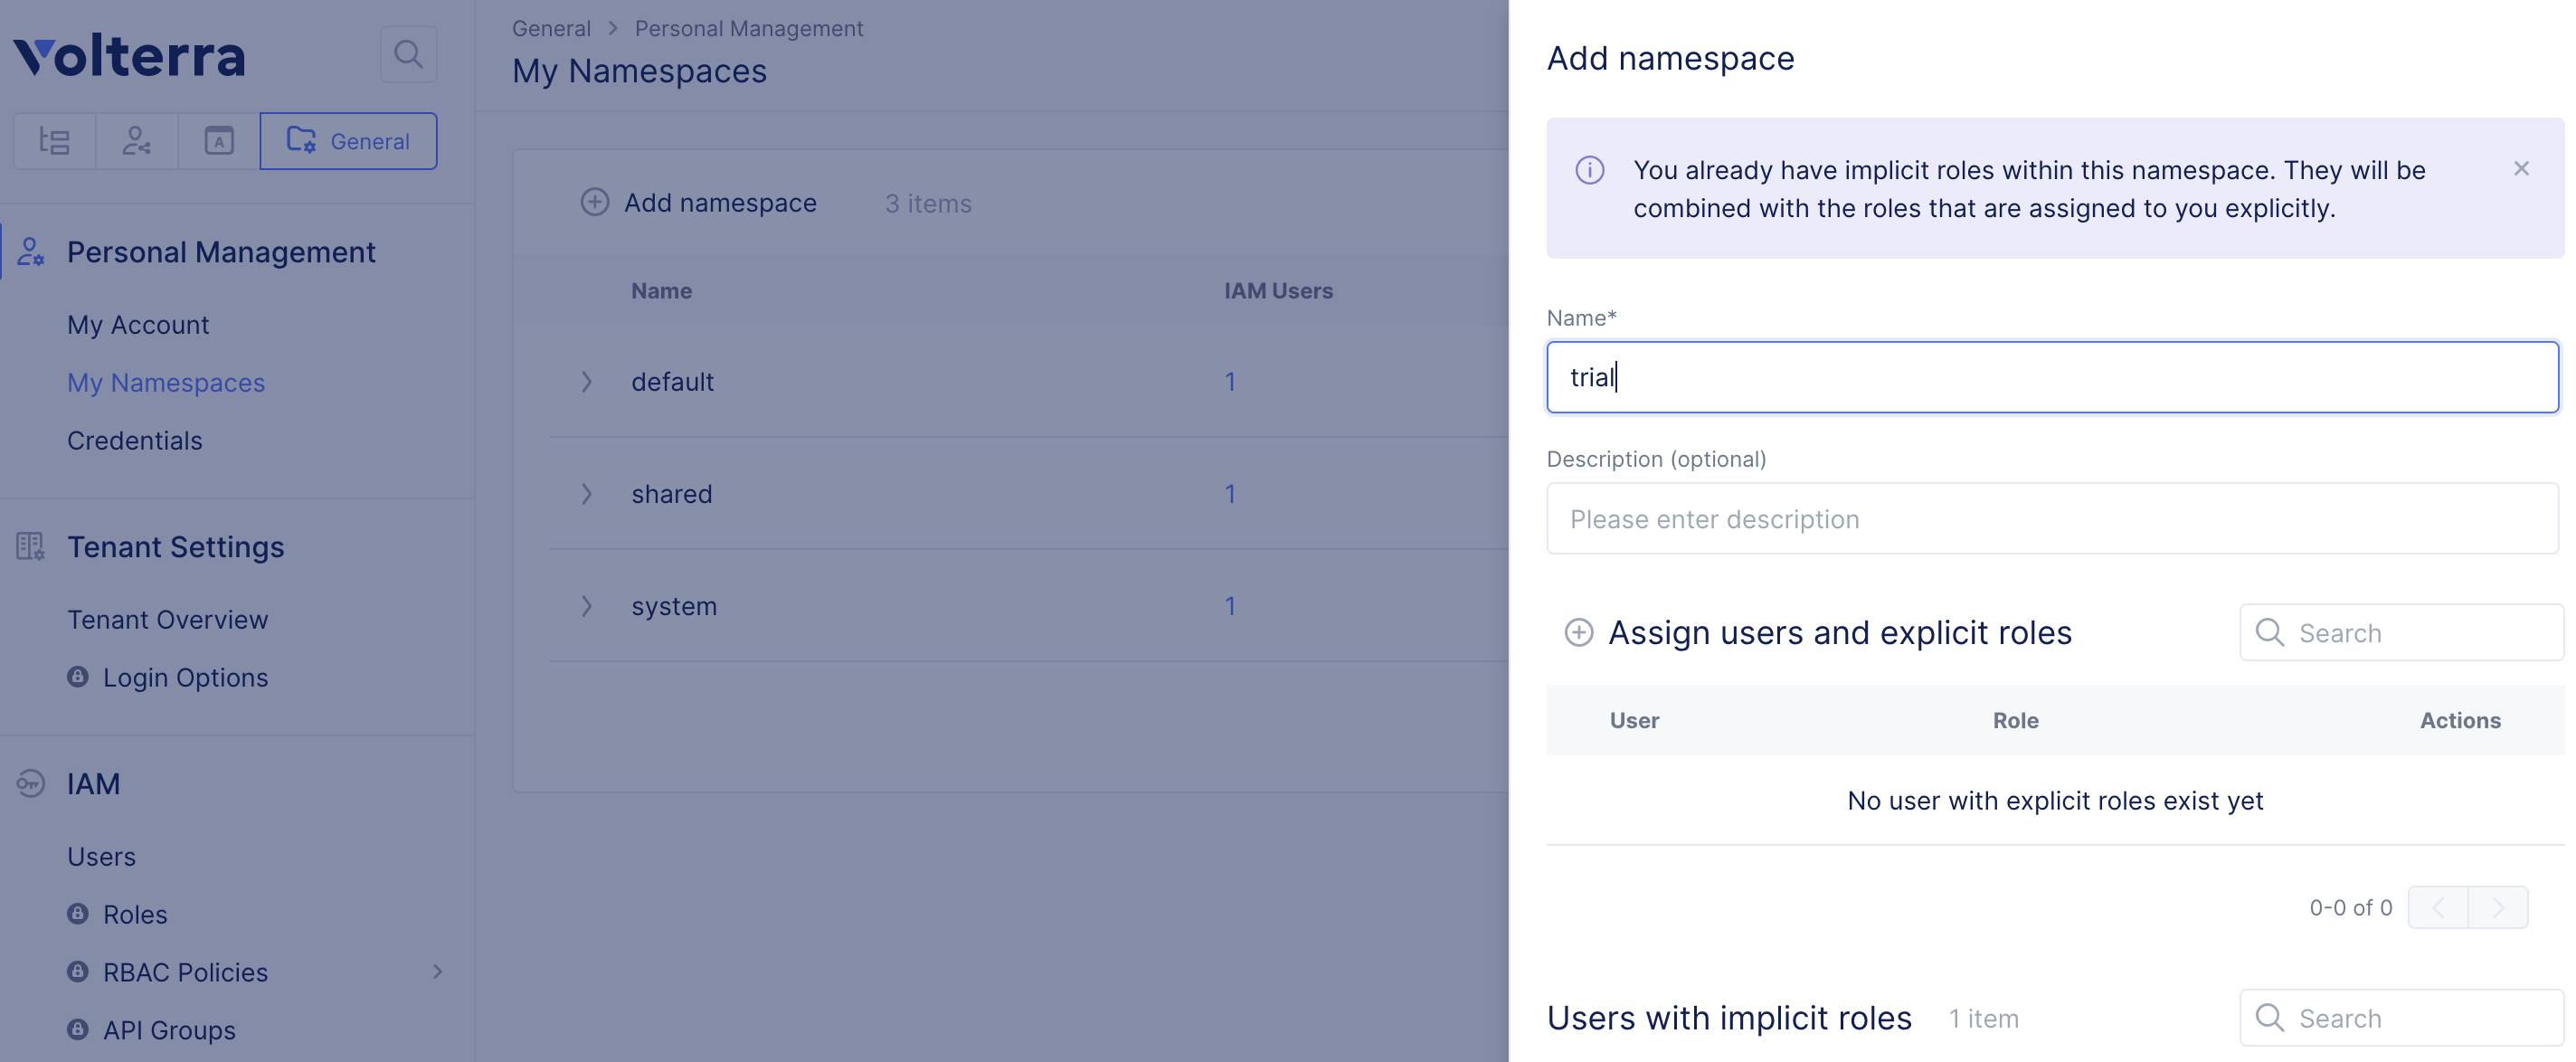 Volterra
General
Personal Management
My Account
My Namespaces
Credentials
Tenant Settings
Tenant Overview
Login Options
IAM
Users
Roles
RBAC Policies
API Groups
General > Personal Management
My Namespaces
Add namespace 3 items
Name IAM Users
default 1
shared 1
system 1
Add namespace
You already have implicit roles within this namespace. They will be
combined with the roles that are assigned to you explicitly.
Name*
trial
Description (optional)
Please enter description
Assign users and explicit roles Search
User Role Actions
No user with explicit roles exist yet
0-0 of 0
Users with implicit roles 1 item Search